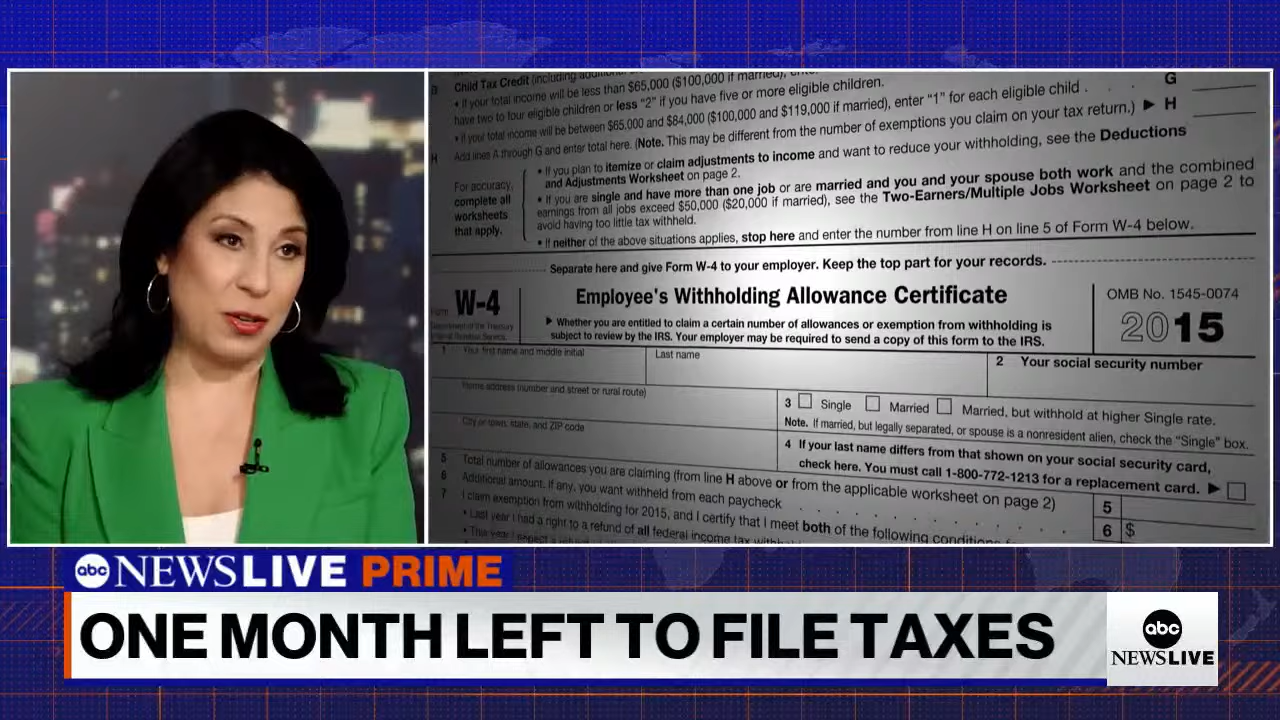 Child Tax Credit (including
• If your total income will be less than $65,000 ($100,000 if married),
have two to four eligible children or less "2" if you have five or more eligible children.
• If your total income will be between $65,000 and $84,000 ($100,000 and $119,000 if married), enter "1" for each eligible child . . . G
H Add lines A through G and enter total here. (Note. This may be different from the number of exemptions you claim on your tax return.) ▶ H
For accuracy,
complete all
worksheets
that apply.
• If you plan to itemize or claim adjustments to income and want to reduce your withholding, see the Deductions
and Adjustments Worksheet on page 2.
• If you are single and have more than one job or are married and you and your spouse both work and the combined
earnings from all jobs exceed $50,000 ($20,000 if married), see the Two-Earners/Multiple Jobs Worksheet on page 2 to
avoid having too little tax withheld.
• If neither of the above situations applies, stop here and enter the number from line H on line 5 of Form W-4 below.
Separate here and give Form W-4 to your employer. Keep the top part for your records.
Form W-4
Department of the Treasury
Internal Revenue Service
Employee's Withholding Allowance Certificate
▶ Whether you are entitled to claim a certain number of allowances or exemption from withholding is
subject to review by the IRS. Your employer may be required to send a copy of this form to the IRS.
OMB No. 1545-0074
2015
1 Your first name and middle initial
Last name
2 Your social security number
Home address (number and street or rural route)
3 Single Married Married, but withhold at higher Single rate.
Note. If married, but legally separated, or spouse is a nonresident alien, check the "Single" box.
City or town, state, and ZIP code
4 If your last name differs from that shown on your social security card,
check here. You must call 1-800-772-1213 for a replacement card. ▶
5 Total number of allowances you are claiming (from line H above or from the applicable worksheet on page 2) 5
6 Additional amount, if any, you want withheld from each paycheck . . . . . . . 6 $
7 I claim exemption from withholding for 2015, and I certify that I meet both of the following conditions
• Last year I had a right to a refund of all federal income tax
• This year I expect a
abc NEWS LIVE PRIME
ONE MONTH LEFT TO FILE TAXES
abc
NEWS LIVE